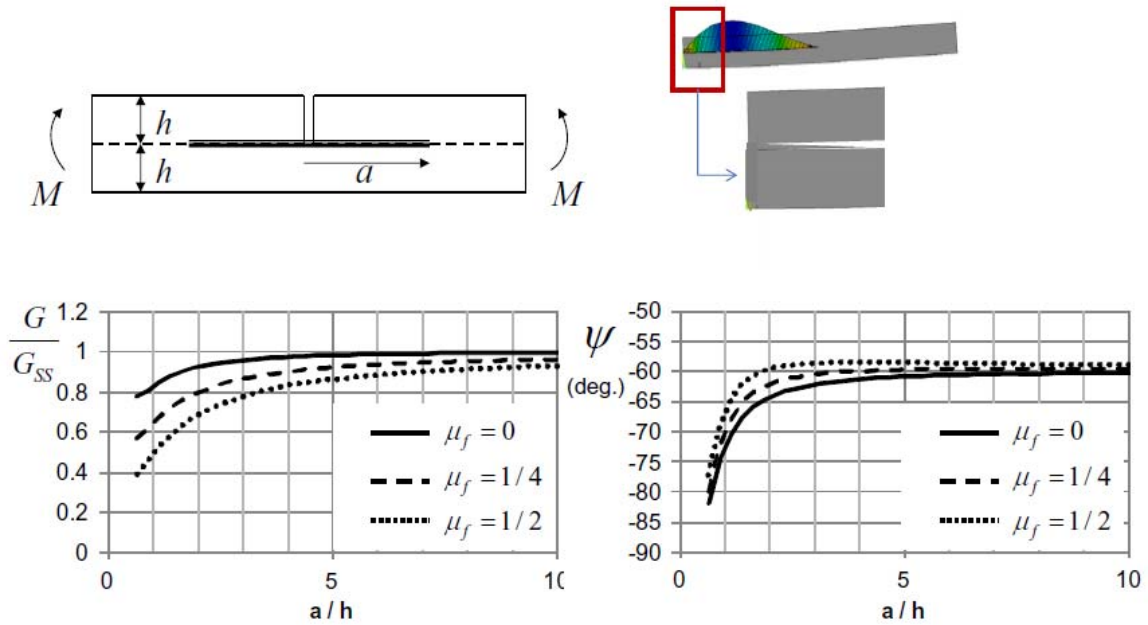 h
h
a
M
M
G
G_SS
1.2
1
0.8
0.6
0.4
0.2
0
μ_f = 0
μ_f = 1/4
μ_f = 1/2
0
5
10
a / h
ψ
(deg.)
-50
-55
-60
-65
-70
-75
-80
-85
-90
μ_f = 0
μ_f = 1/4
μ_f = 1/2
0
5
10
a / h